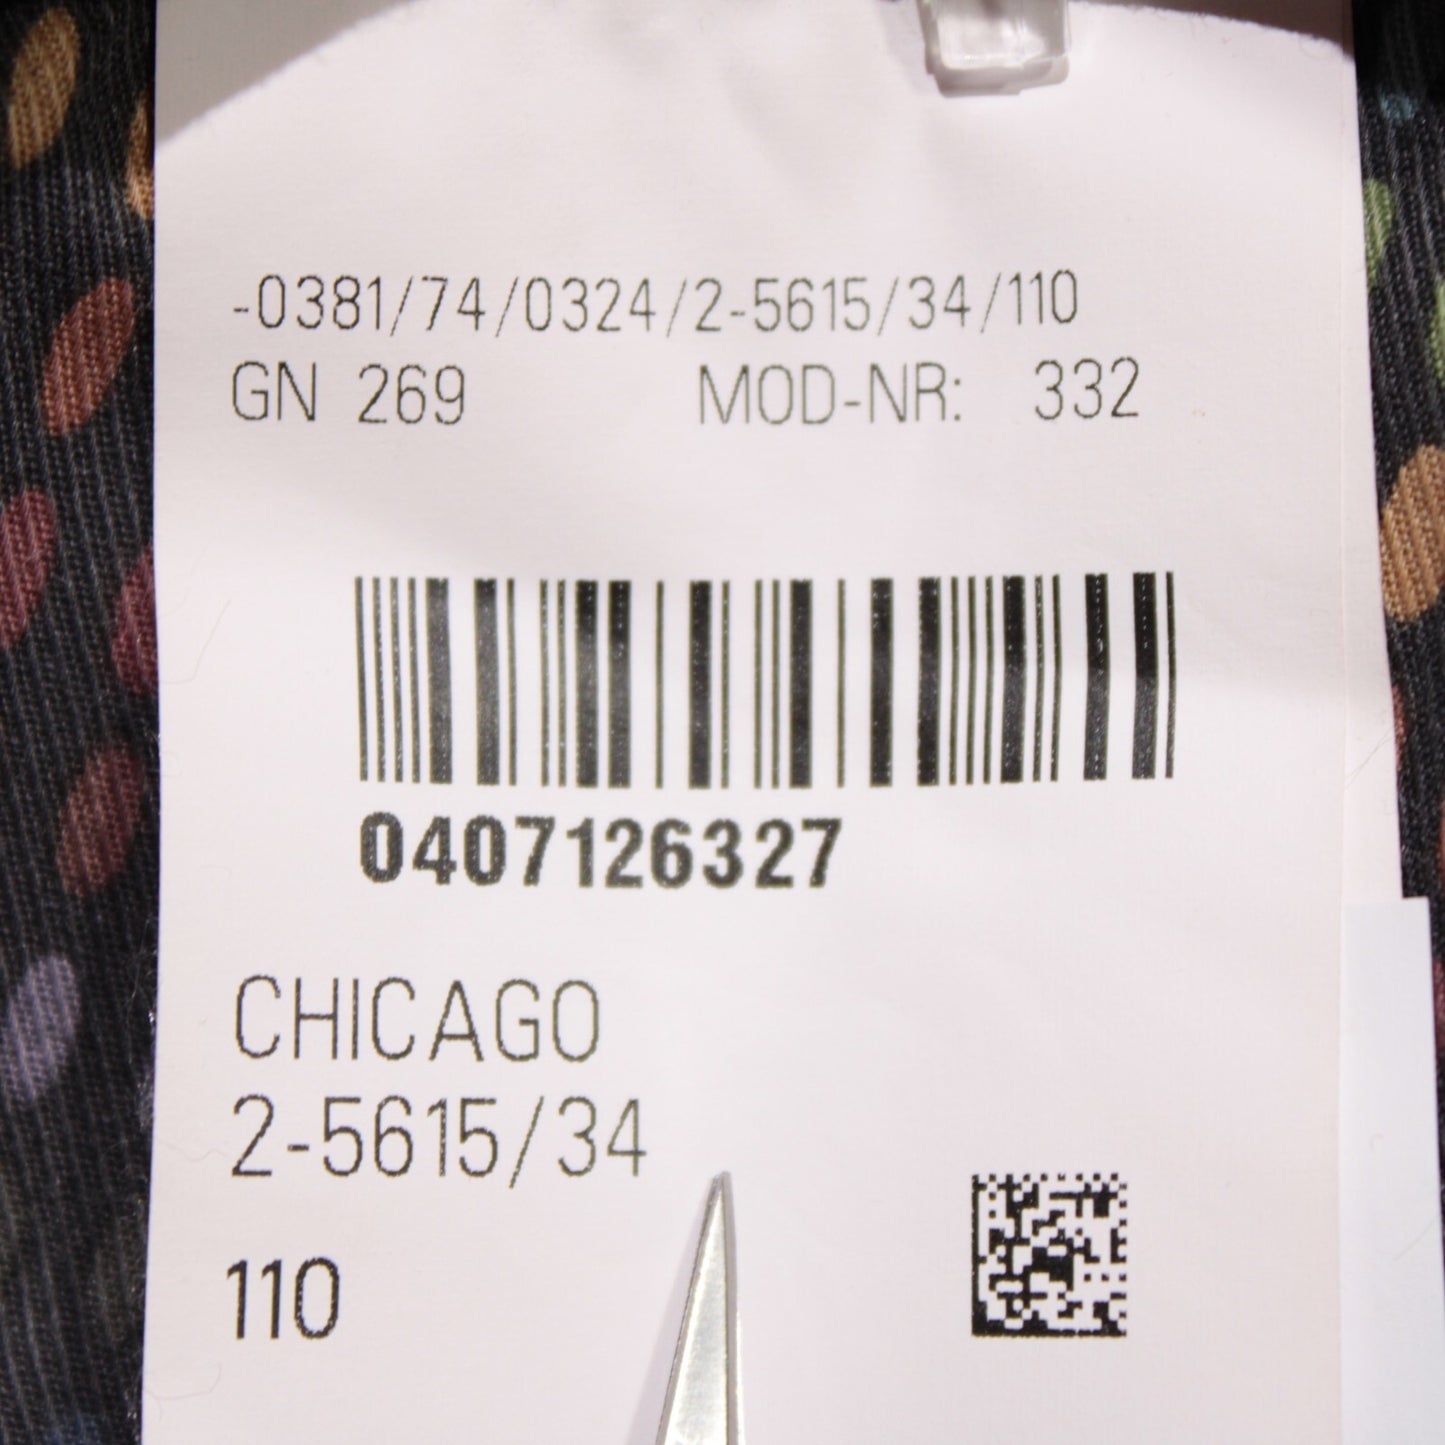 -0381/74/0324/2-5615/34/110
GN 269 MOD-NR: 332
0407126327
CHICAGO
2-5615/34
110